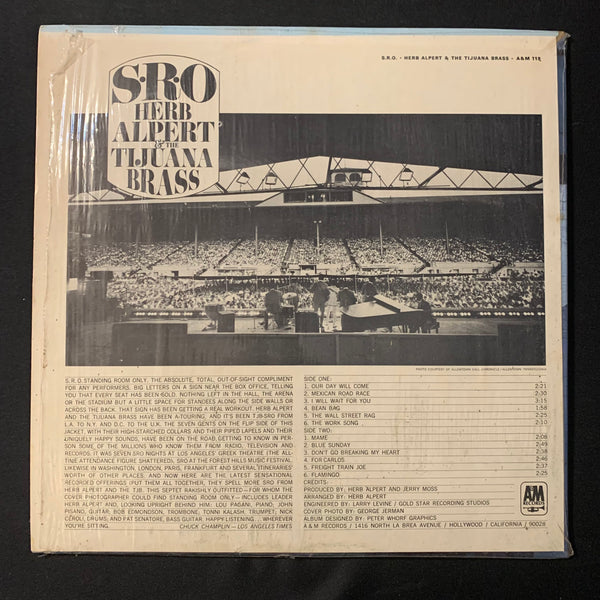 S.R.O. - HERB ALPERT & THE TIJUANA BRASS - A&M 119
S·R·O
HERB
ALPERT
& THE
TIJUANA
BRASS
PHOTO COURTESY OF ALLENTOWN CALL CHRONICLE / ALLENTOWN, PENNSYLVANIA
S.R.O. STANDING ROOM ONLY. THE ABSOLUTE, TOTAL, OUT-OF-SIGHT COMPLIMENT
FOR ANY PERFORMERS. BIG LETTERS ON A SIGN NEAR THE BOX OFFICE, TELLING
YOU THAT EVERY SEAT HAS BEEN SOLD. NOTHING LEFT IN THE HALL, THE ARENA
OR THE STADIUM BUT A LITTLE SPACE FOR STANDEES ALONG THE SIDE WALLS OR
ACROSS THE BACK. THAT SIGN HAS BEEN GETTING A REAL WORKOUT. HERB ALPERT
AND THE TIJUANA BRASS HAVE BEEN A-TOURING, AND IT'S BEEN TJB-SRO FROM
L.A. TO N.Y. AND D.C. TO THE U.K. THE SEVEN GENTS ON THE FLIP SIDE OF THIS
JACKET, WITH THEIR HIGH-STARCHED COLLARS AND THEIR PIPED LAPELS AND THEIR
UNIQUELY HAPPY SOUNDS, HAVE BEEN ON THE ROAD, GETTING TO KNOW IN PER-
SON SOME OF THE MILLIONS WHO KNOW THEM FROM RADIO, TELEVISION AND
RECORDS. IT WAS SEVEN SRO NIGHTS AT LOS ANGELES GREEK THEATRE (THE ALL-
TIME ATTENDANCE FIGURE SHATTERED). SRO AT THE FOREST HILLS MUSIC FESTIVAL.
LIKEWISE IN WASHINGTON, LONDON, PARIS, FRANKFURT AND SEVERAL ITINERARIES'
WORTH OF OTHER PLACES. AND NOW HERE ARE THE LATEST SENSATIONAL
RECORDED OFFERINGS (PUT THEM ALL TOGETHER, THEY SPELL MORE SRO FROM
HERB ALPERT AND THE TJB. THIS SEPTET RAKISHLY OUTFITTED—FOR WHOM THE
COVER PHOTOGRAPHER COULD FIND STANDING ROOM ONLY—INCLUDES LEADER
HERB ALPERT AND, LOOKING UPRIGHT BEHIND HIM: LOU PAGANI, PIANO; JOHN
PISANO, GUITAR; BOB EDMONDSON, TROMBONE; TONNI KALASH, TRUMPET; NICK
CEROLI, DRUMS; AND PAT SENATORE, BASS GUITAR. HAPPY LISTENING . . . WHEREVER
YOU'RE SITTING.
CHUCK CHAMPLIN—LOS ANGELES TIMES
SIDE ONE:
1. OUR DAY WILL COME 2:21
2. MEXICAN ROAD RACE 2:30
3. I WILL WAIT FOR YOU 3:15
4. BEAN BAG 1:58
5. THE WALL STREET RAG 2:25
6. THE WORK SONG 2:10
SIDE TWO:
1. MAME 2:08
2. BLUE SUNDAY 2:49
3. DON'T GO BREAKING MY HEART 2:38
4. FOR CARLOS 2:46
5. FREIGHT TRAIN JOE 2:37
6. FLAMINGO 2:25
CREDITS:
PRODUCED BY: HERB ALPERT AND JERRY MOSS
ARRANGED BY: HERB ALPERT
ENGINEERED BY: LARRY LEVINE / GOLD STAR RECORDING STUDIOS
COVER PHOTO BY: GEORGE JERMAN
ALBUM DESIGNED BY: PETER WHORF GRAPHICS
A & M RECORDS / 1416 NORTH LA BREA AVENUE / HOLLYWOOD / CALIFORNIA / 90028
A&M
RECORDS